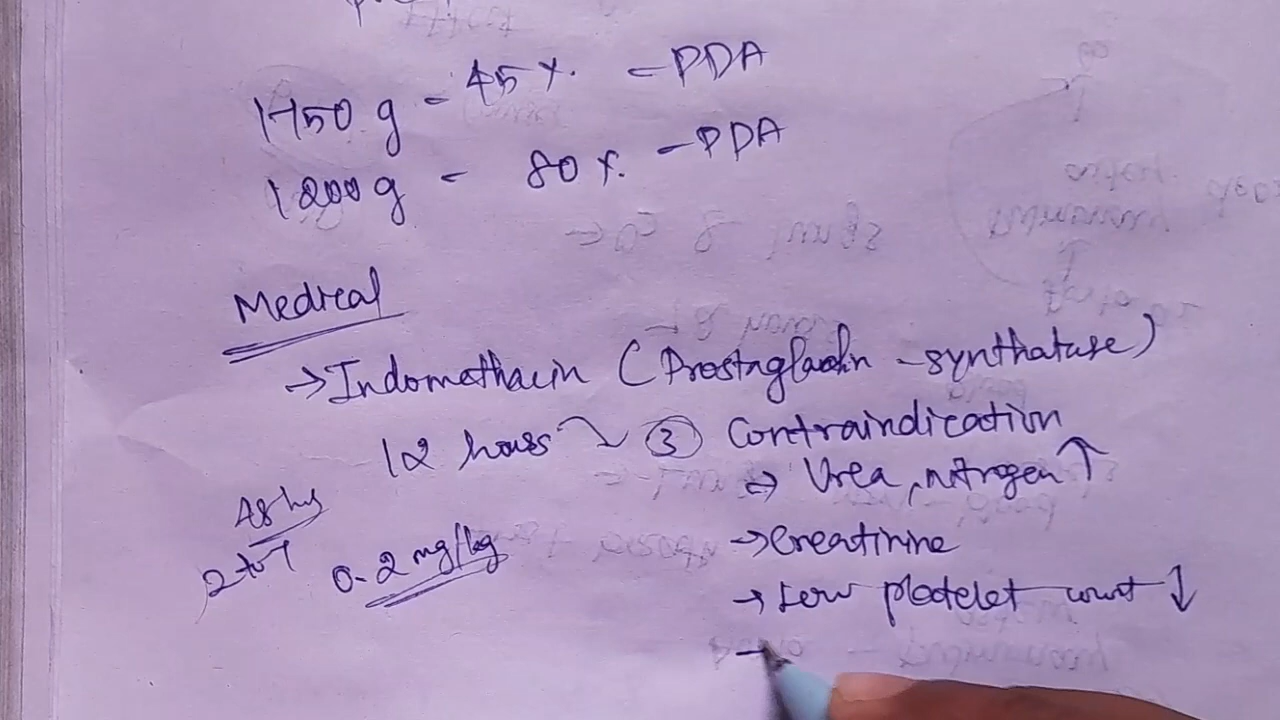 1750 g - 45 %. - PDA
1200 g - 80 %. - PDA
Medical
→ Indomethacin (Prostagladin - synthatase)
12 hours ③ Contraindication
→ Urea, nitrogen ↑
48 hrs
→ Creatinine
2 to 7 0.2 mg/kg
→ Low platelet count ↓